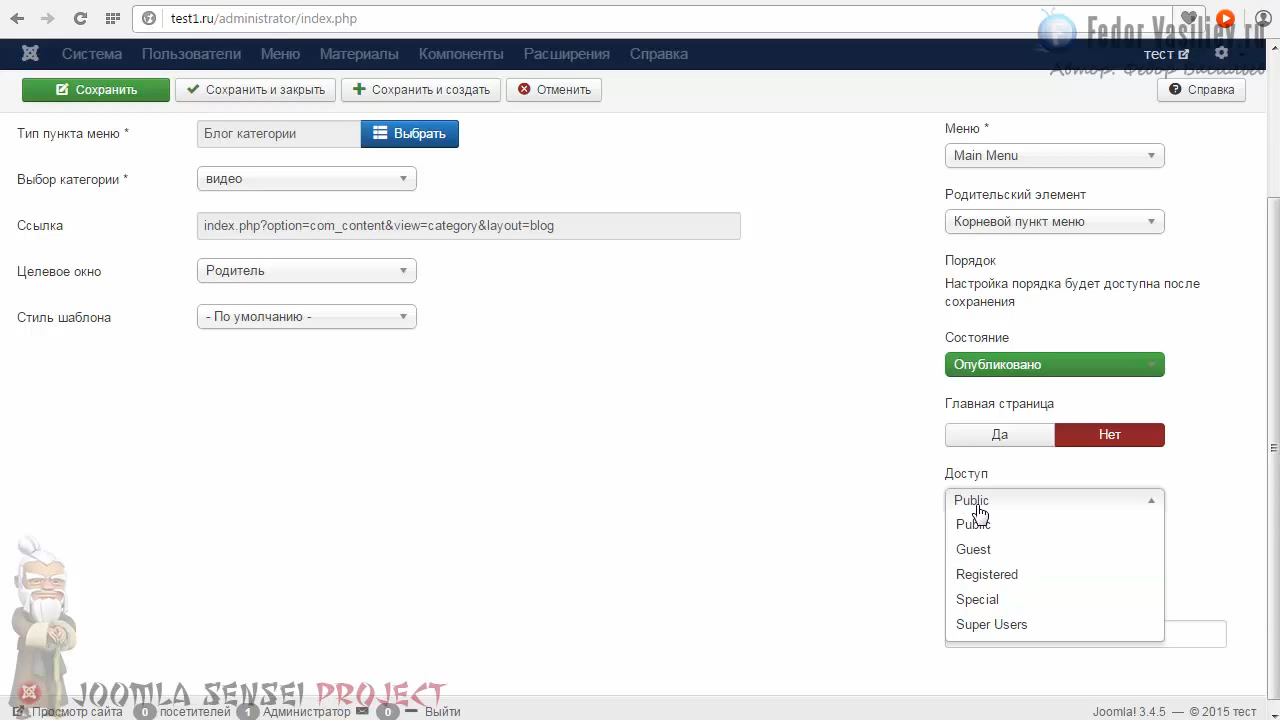 test1.ru/administrator/index.php
Fedor Vasiliev.ru
Автор: Федор Васильев
Система Пользователи Меню Материалы Компоненты Расширения Справка тест
Сохранить Сохранить и закрыть Сохранить и создать Отменить Справка
Тип пункта меню * Блог категории Выбрать
Выбор категории * видео
Ссылка index.php?option=com_content&view=category&layout=blog
Целевое окно Родитель
Стиль шаблона - По умолчанию -
Меню *
Main Menu
Родительский элемент
Корневой пункт меню
Порядок
Настройка порядка будет доступна после
сохранения
Состояние
Опубликовано
Главная страница
Да Нет
Доступ
Public
Public
Guest
Registered
Special
Super Users
JOOMLA SENSEI PROJECT
Просмотр сайта 0 посетителей 1 Администратор 0 Выйти Joomla! 3.4.5 — © 2015 тест